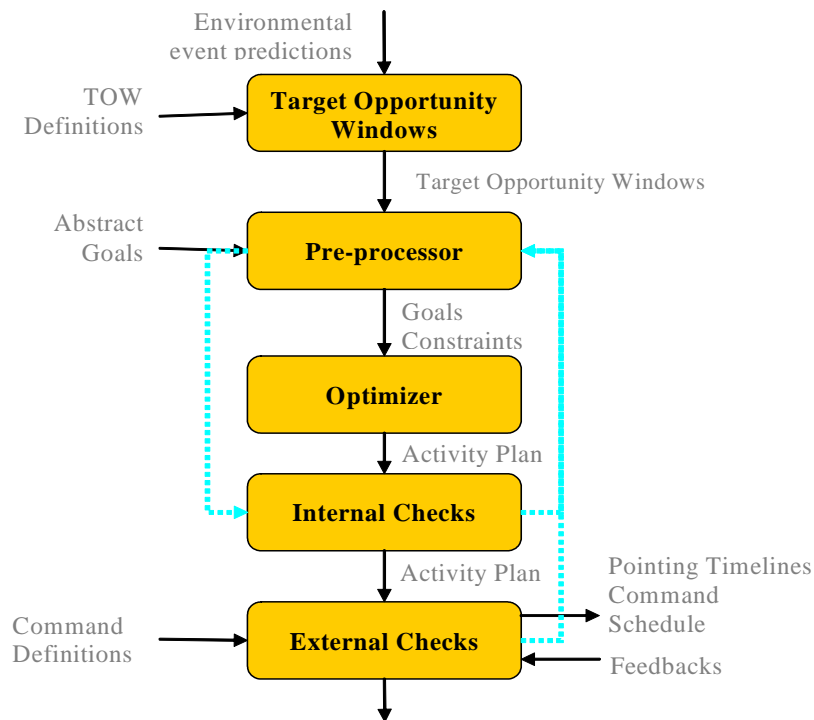 Environmental
event predictions
TOW
Definitions
Target Opportunity
Windows
Target Opportunity Windows
Abstract
Goals
Pre-processor
Goals
Constraints
Optimizer
Activity Plan
Internal Checks
Activity Plan
Pointing Timelines
Command
Schedule
Command
Definitions
External Checks
Feedbacks